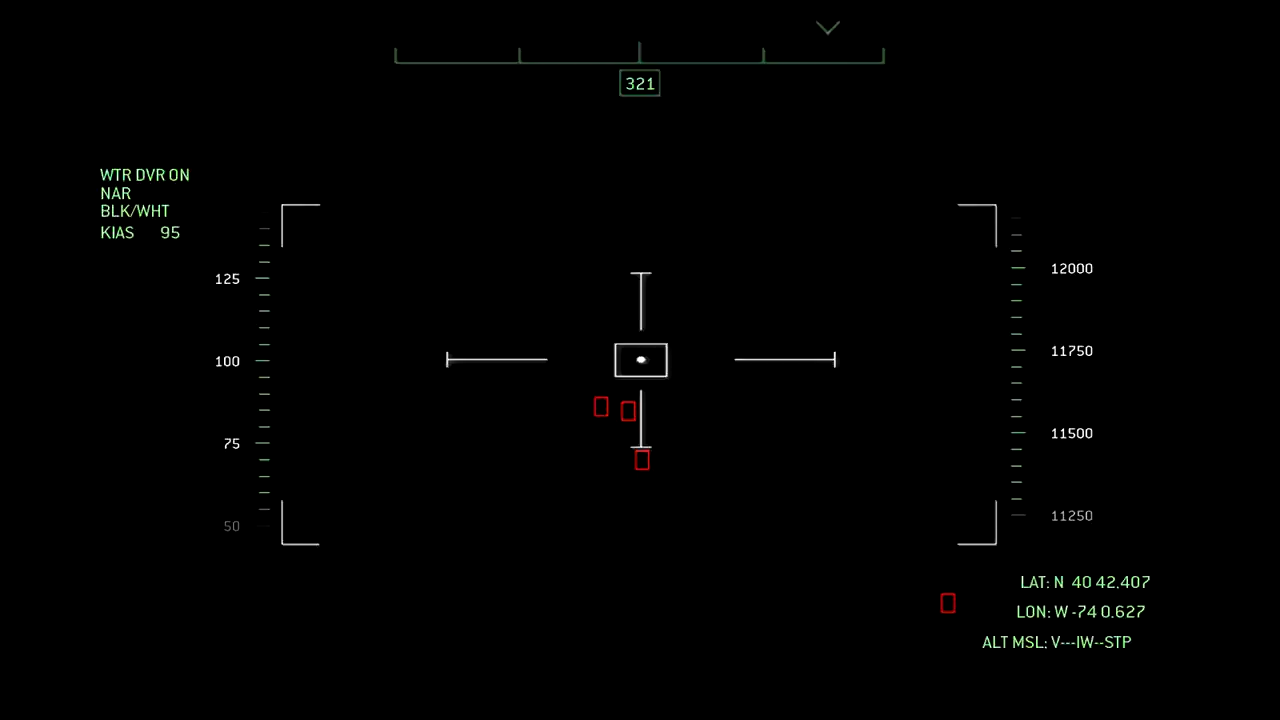 321
WTR DVR ON
NAR
BLK/WHT
KIAS 95
125
100
75
50
12000
11750
11500
11250
LAT: N 40 42.407
LON: W -74 0.627
ALT MSL: V---IW--STP